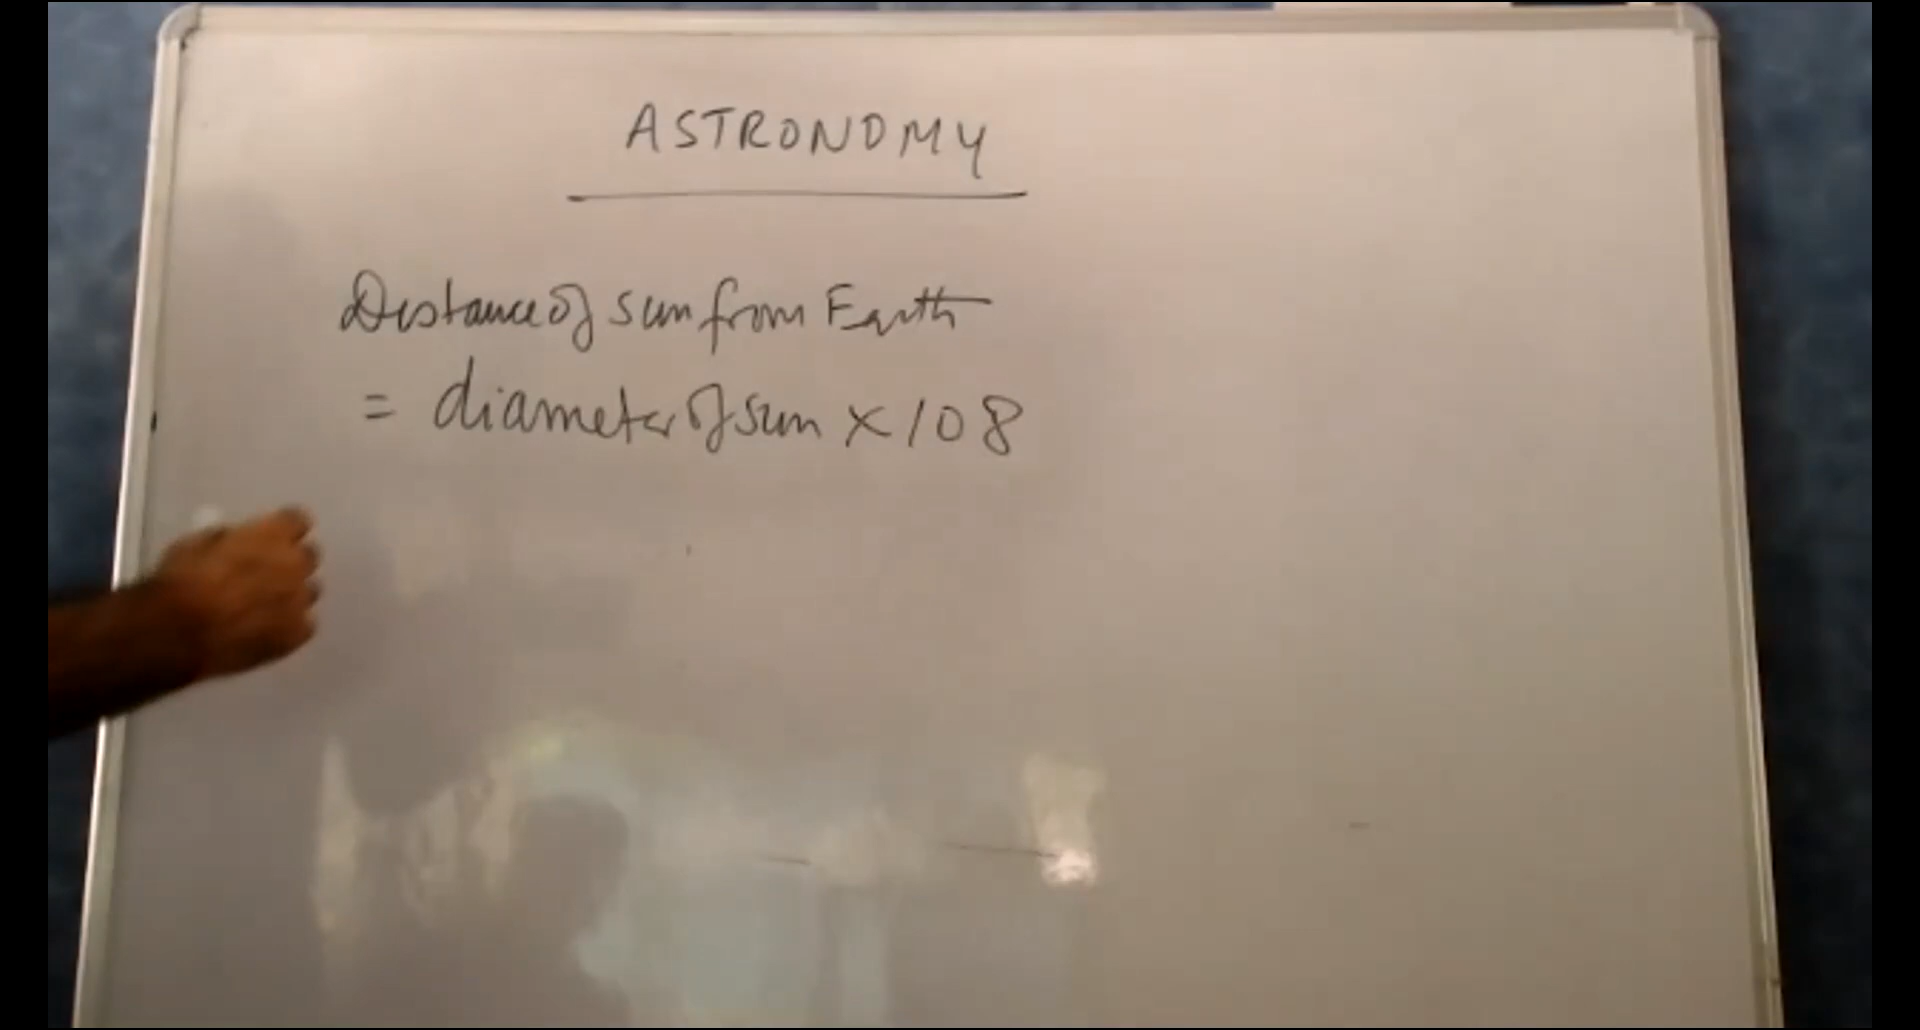 ASTRONOMY
Distance of sun from Earth
= diameter of sun × 108